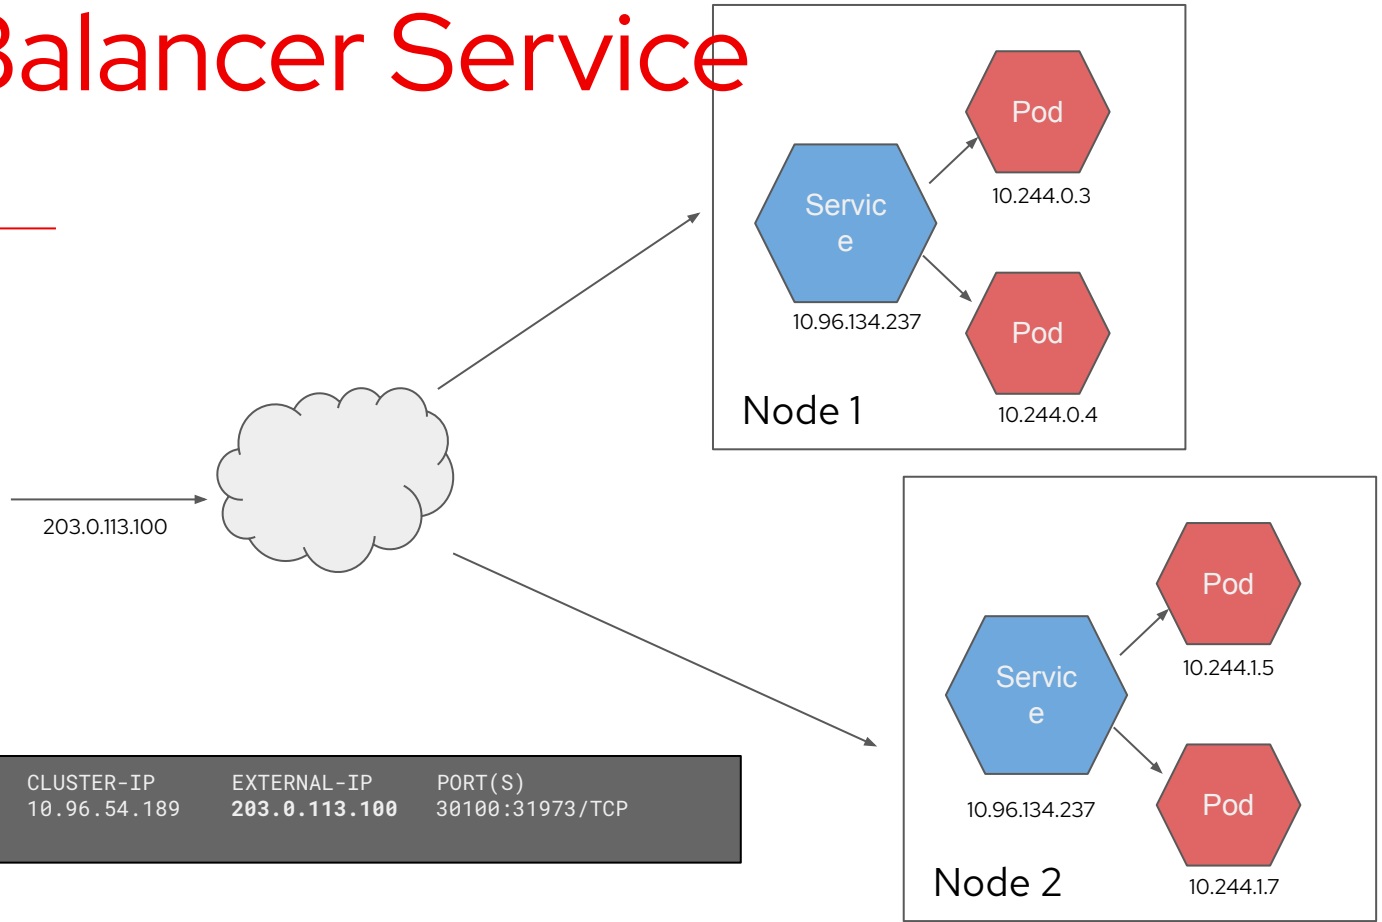 Balancer Service
Pod
10.244.0.3
Servic
e
10.96.134.237
Pod
10.244.0.4
Node 1
203.0.113.100
Pod
10.244.1.5
Servic
e
10.96.134.237
Pod
10.244.1.7
Node 2
CLUSTER-IP EXTERNAL-IP PORT(S)
10.96.54.189 203.0.113.100 30100:31973/TCP